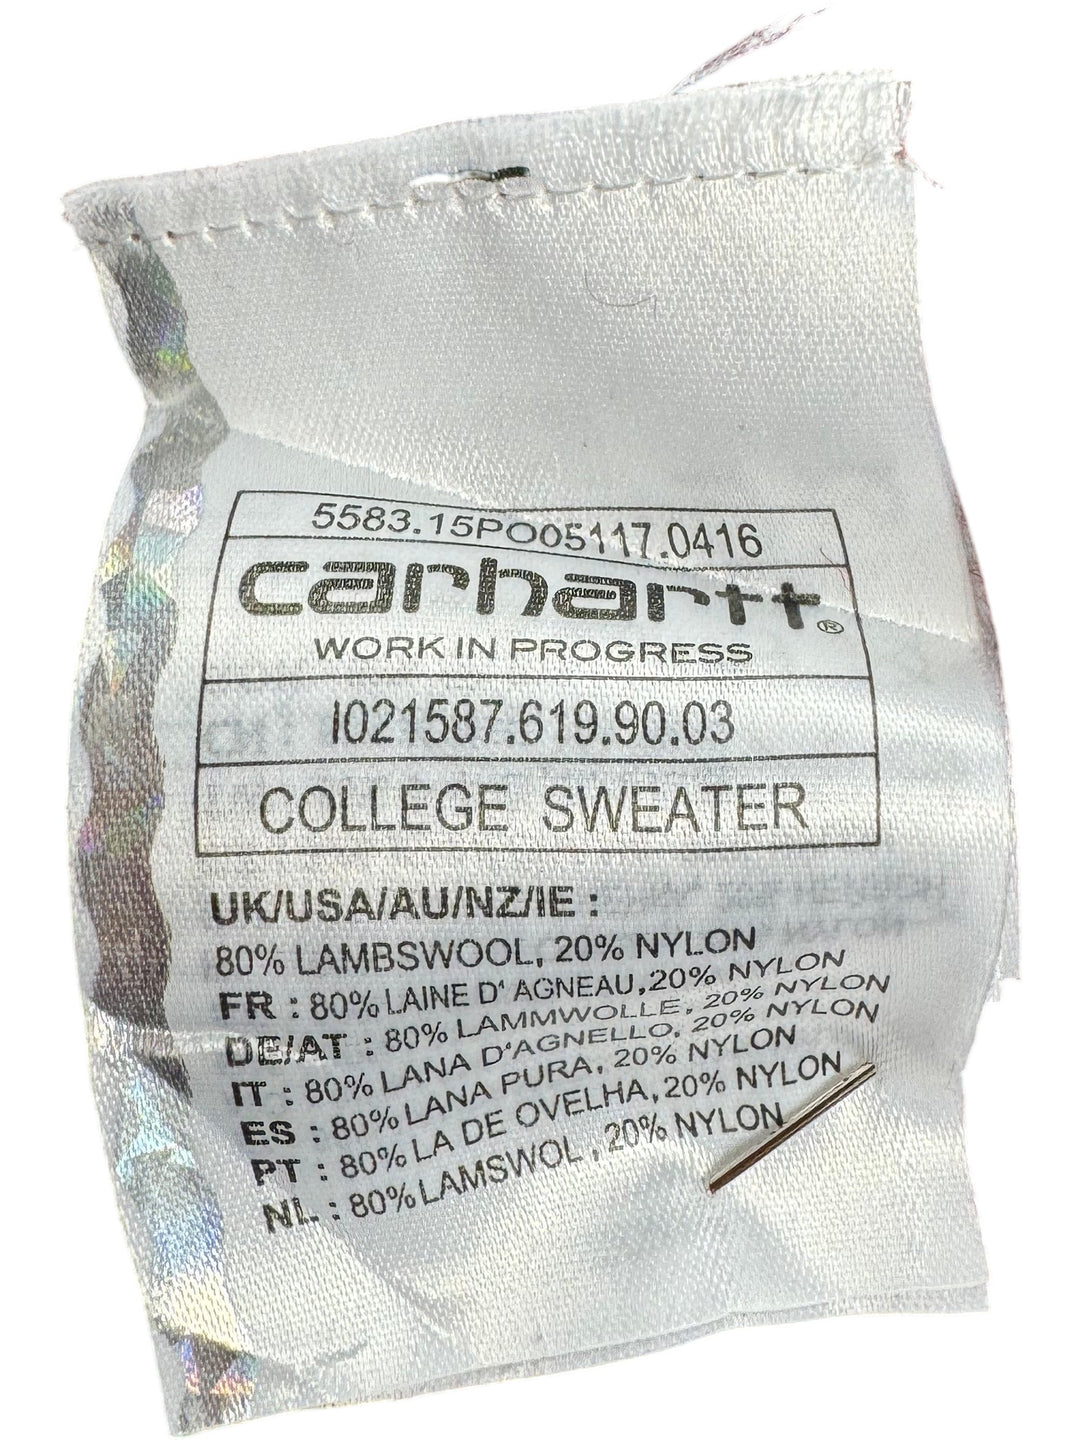 5583.15PO05117.0416
carhartt®
WORK IN PROGRESS
I021587.619.90.03
COLLEGE SWEATER
UK/USA/AU/NZ/IE :
80% LAMBSWOOL, 20% NYLON
FR : 80% LAINE D' AGNEAU,20% NYLON
DE/AT : 80% LAMMWOLLE, 20% NYLON
IT : 80% LANA D'AGNELLO, 20% NYLON
ES : 80% LANA PURA, 20% NYLON
PT : 80% LA DE OVELHA, 20% NYLON
NL : 80% LAMSWOL , 20% NYLON